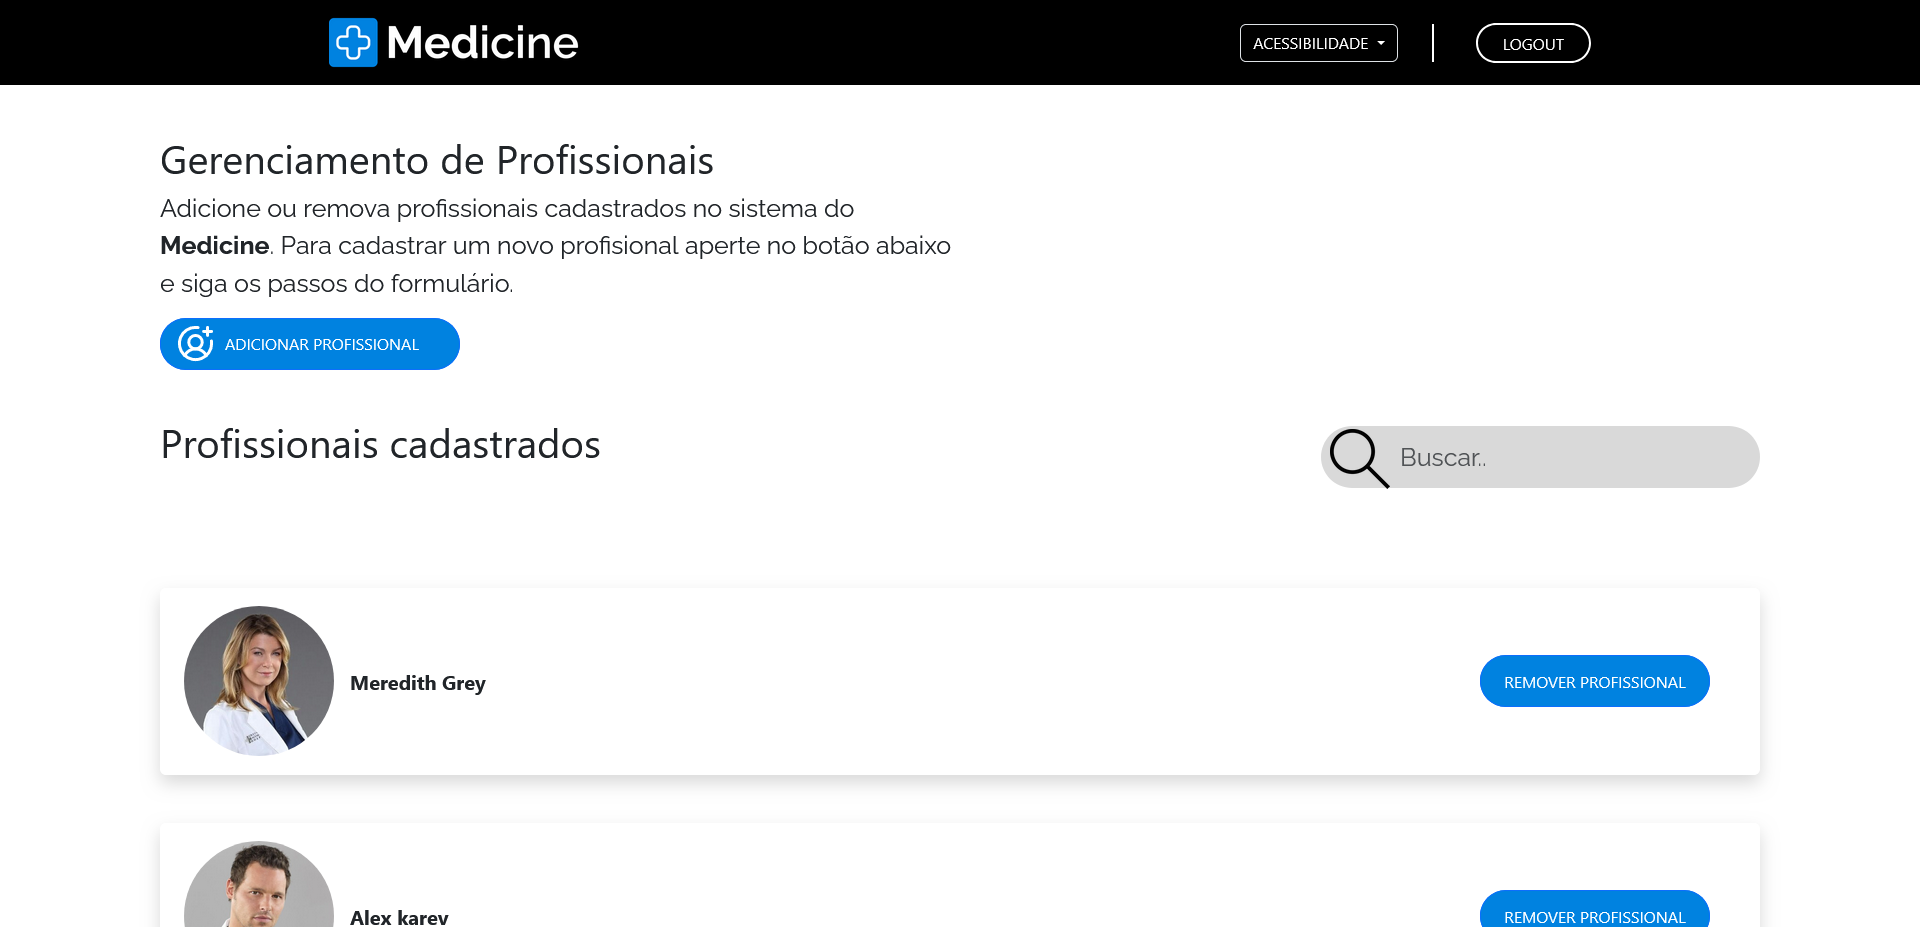 Medicine
ACESSIBILIDADE
LOGOUT
Gerenciamento de Profissionais
Adicione ou remova profissionais cadastrados no sistema do
Medicine. Para cadastrar um novo profisional aperte no botão abaixo
e siga os passos do formulário.
ADICIONAR PROFISSIONAL
Profissionais cadastrados
Buscar..
Meredith Grey
REMOVER PROFISSIONAL
Alex karev
REMOVER PROFISSIONAL